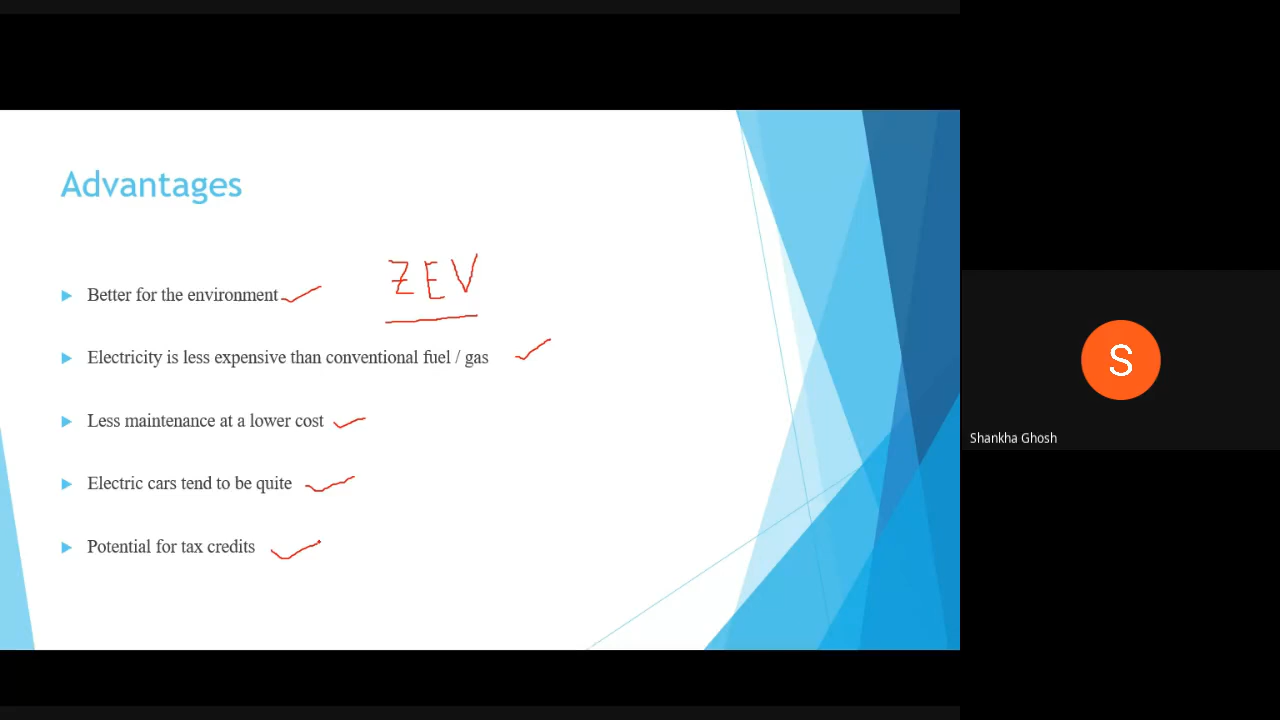 Advantages
ZEV
Better for the environment
Electricity is less expensive than conventional fuel / gas
Less maintenance at a lower cost
Electric cars tend to be quite
Potential for tax credits
S
Shankha Ghosh